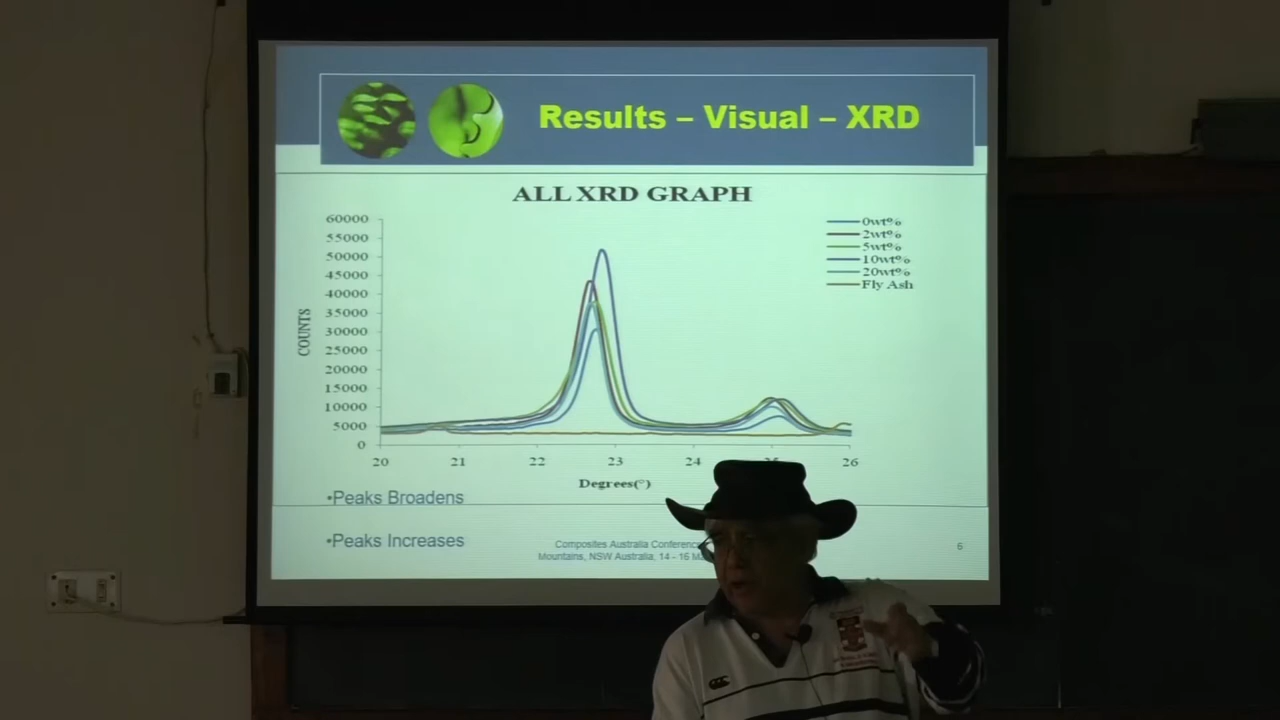 Results – Visual – XRD
ALL XRD GRAPH
60000
55000
50000
45000
40000
35000
30000
25000
20000
15000
10000
5000
0
COUNTS
0wt%
2wt%
5wt%
10wt%
20wt%
Fly Ash
20 21 22 23 24 26
Degrees(°)
•Peaks Broadens
•Peaks Increases
Composites Australia
Mountains, NSW Australia, 14 - 16
6